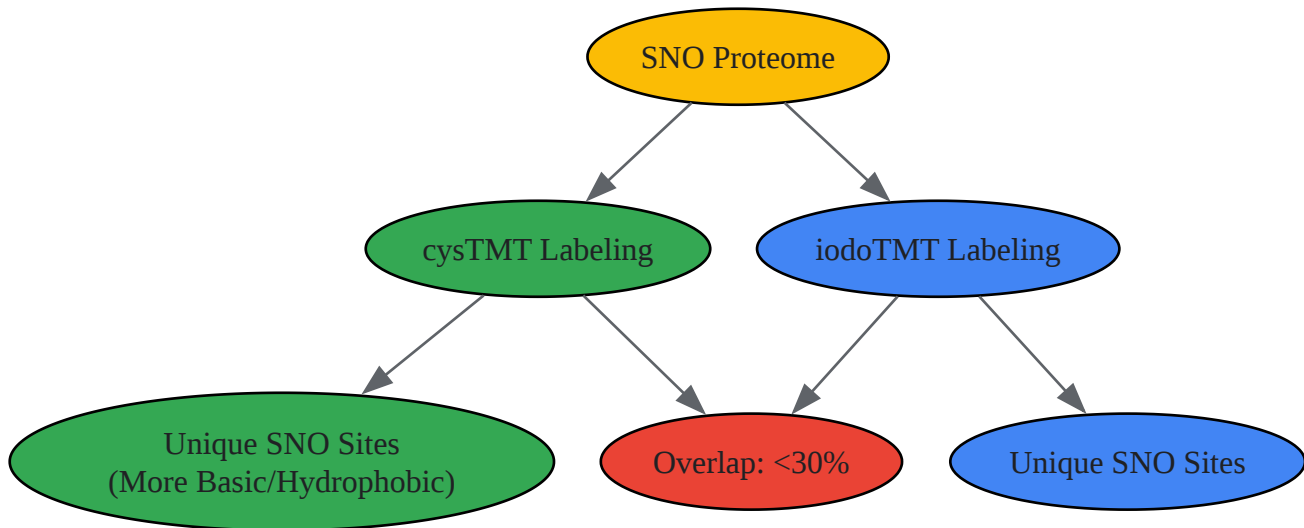 SNO Proteome
cysTMT Labeling
iodoTMT Labeling
Unique SNO Sites
(More Basic/Hydrophobic)
Overlap: <30%
Unique SNO Sites